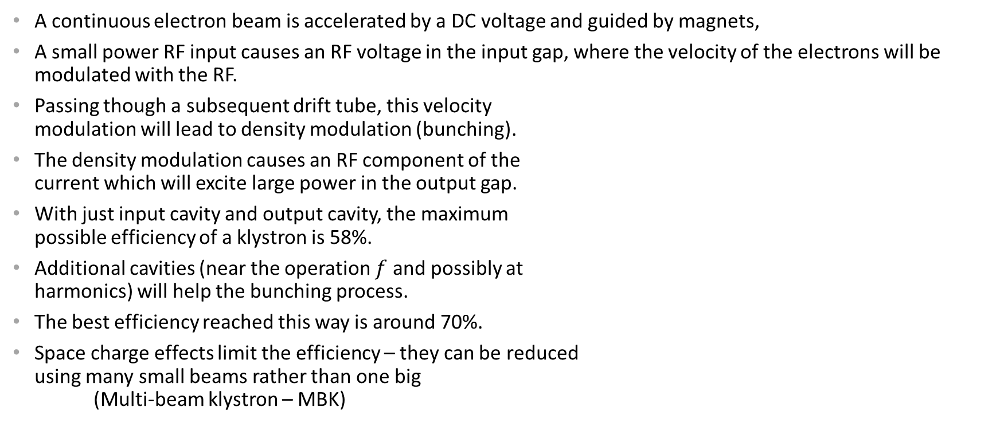 • A continuous electron beam is accelerated by a DC voltage and guided by magnets,
• A small power RF input causes an RF voltage in the input gap, where the velocity of the electrons will be
modulated with the RF.
• Passing though a subsequent drift tube, this velocity
modulation will lead to density modulation (bunching).
• The density modulation causes an RF component of the
current which will excite large power in the output gap.
• With just input cavity and output cavity, the maximum
possible efficiency of a klystron is 58%.
• Additional cavities (near the operation f and possibly at
harmonics) will help the bunching process.
• The best efficiency reached this way is around 70%.
• Space charge effects limit the efficiency – they can be reduced
using many small beams rather than one big
(Multi-beam klystron – MBK)